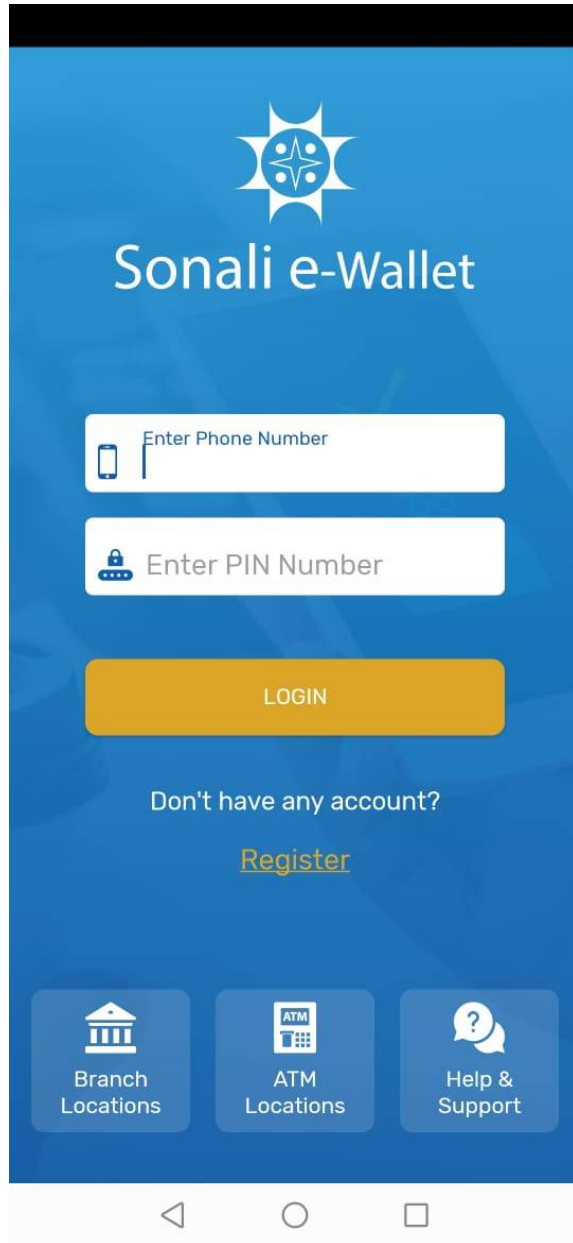 Sonali e-Wallet
Enter Phone Number
Enter PIN Number
LOGIN
Don't have any account?
Register
Branch
Locations
ATM
ATM
Locations
?
Help &
Support